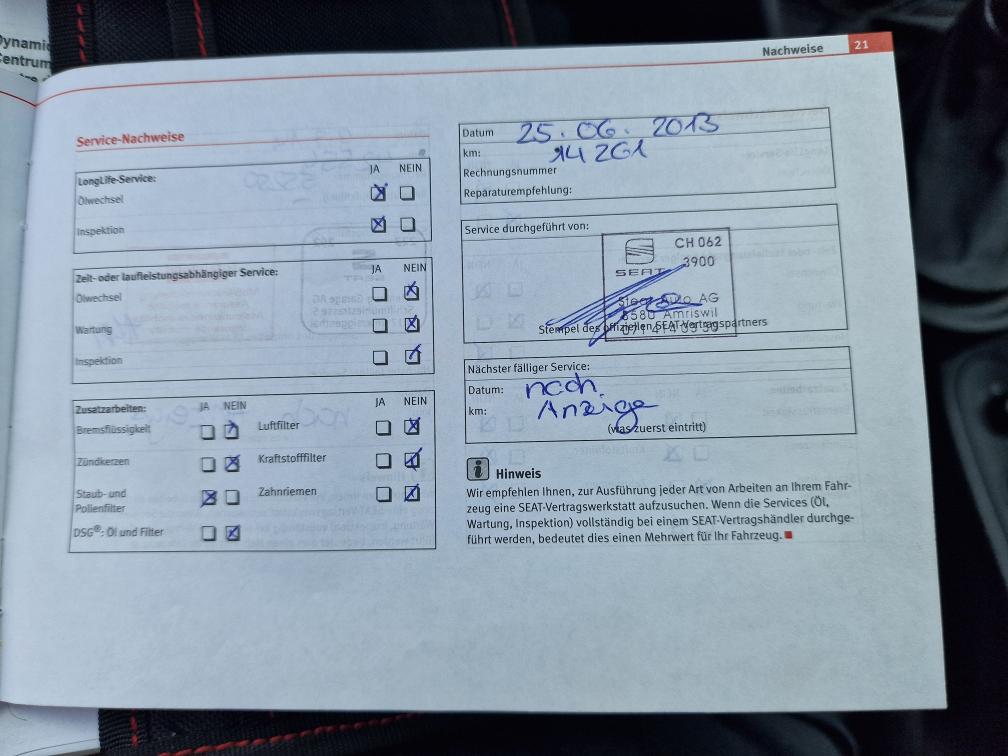 Dynamic
Centrum
Nachweise 21
Service-Nachweise
LongLife-Service: JA NEIN
Ölwechsel
Inspektion
Zeit- oder laufleistungsabhängiger Service: JA NEIN
Ölwechsel
Wartung
Inspektion
Zusatzarbeiten: JA NEIN JA NEIN
Bremsflüssigkeit Luftfilter
Zündkerzen Kraftstofffilter
Staub- und
Pollenfilter Zahnriemen
DSG®: Öl und Filter
Datum 25.06.2013
km: 14 261
Rechnungsnummer
Reparaturempfehlung:
Service durchgeführt von:
CH 062
3900
SEAT
Auto AG
8580 Amriswil
Stempel des offiziellen SEAT-Vertragspartners
Nächster fälliger Service:
Datum: nach
km: Anzeige
(was zuerst eintritt)
i Hinweis
Wir empfehlen Ihnen, zur Ausführung jeder Art von Arbeiten an Ihrem Fahr-
zeug eine SEAT-Vertragswerkstatt aufzusuchen. Wenn die Services (Öl,
Wartung, Inspektion) vollständig bei einem SEAT-Vertragshändler durchge-
führt werden, bedeutet dies einen Mehrwert für Ihr Fahrzeug.